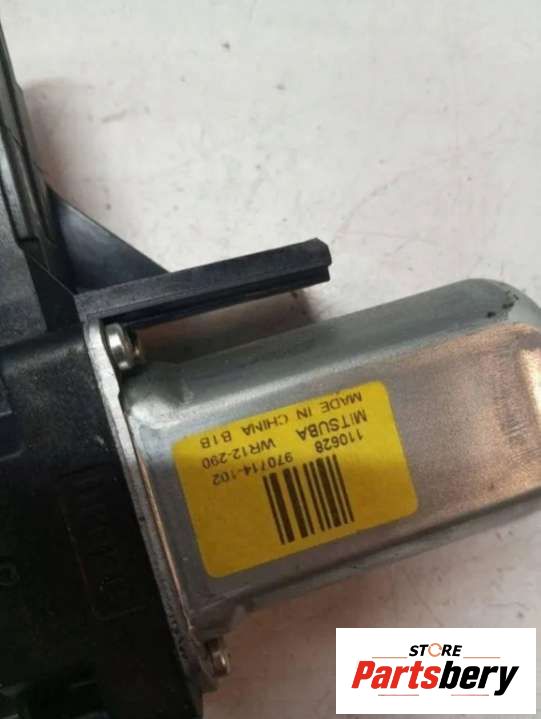 110628 970714-102
MITSUBA WR12-290
MADE IN CHINA B1B
STORE
Partsbery